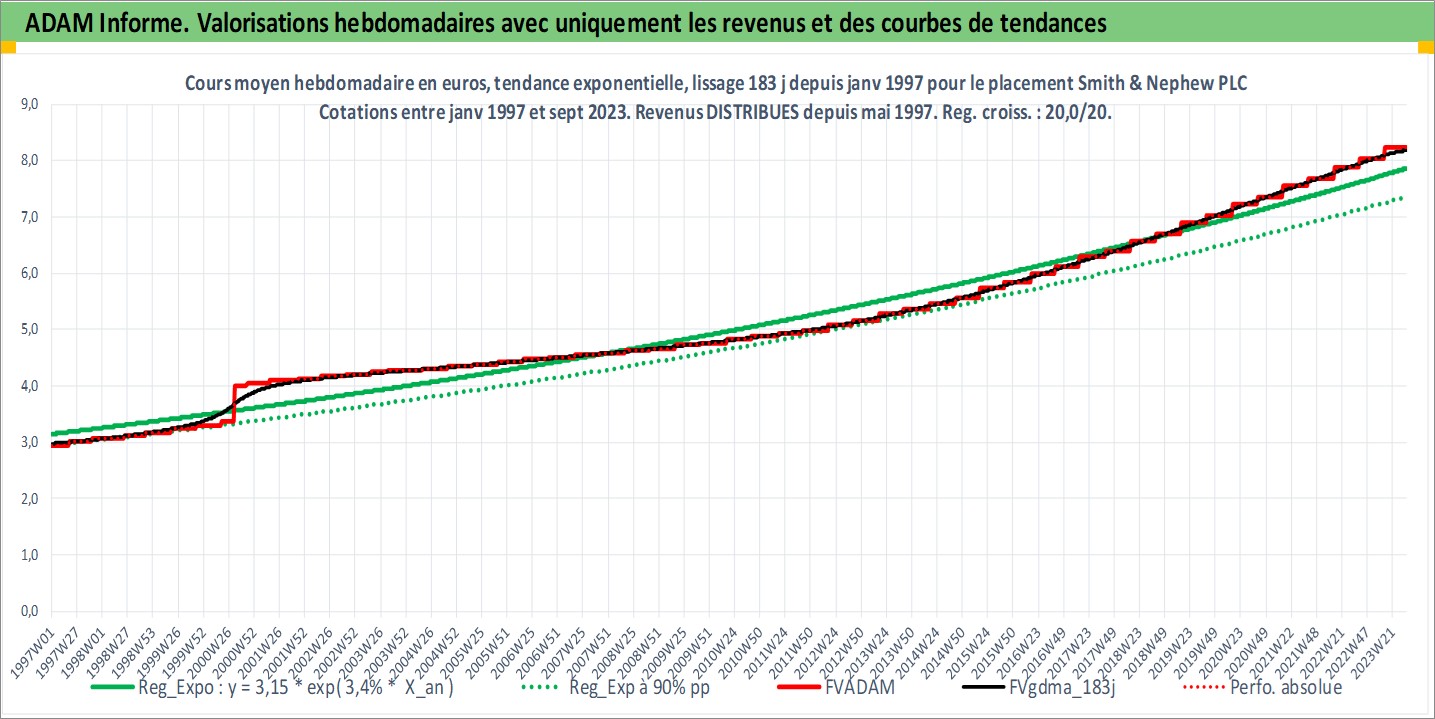 ADAM Informe. Valorisations hebdomadaires avec uniquement les revenus et des courbes de tendances
Cours moyen hebdomadaire en euros, tendance exponentielle, lissage 183 j depuis janv 1997 pour le placement Smith & Nephew PLC
Cotations entre janv 1997 et sept 2023. Revenus DISTRIBUES depuis mai 1997. Reg. croiss. : 20,0/20.
9,0
8,0
7,0
6,0
5,0
4,0
3,0
2,0
1,0
0,0
1997W01 1997W27 1998W01 1998W27 1998W53 1999W26 1999W52 2000W26 2000W52 2001W26 2001W52 2002W26 2002W52 2003W26 2003W52 2004W26 2004W52 2005W25 2005W51 2006W25 2006W51 2007W25 2007W51 2008W25 2008W51 2009W25 2009W51 2010W24 2010W50 2011W24 2011W50 2012W24 2012W50 2013W24 2013W50 2014W24 2014W50 2015W24 2015W50 2016W23 2016W49 2017W23 2017W49 2018W23 2018W49 2019W23 2019W49 2020W23 2020W49 2021W22 2021W48 2022W21 2022W47 2023W21
Reg_Expo : y = 3,15 * exp( 3,4% * X_an ) Reg_Exp à 90% pp FVADAM FVgdma_183j Perfo. absolue